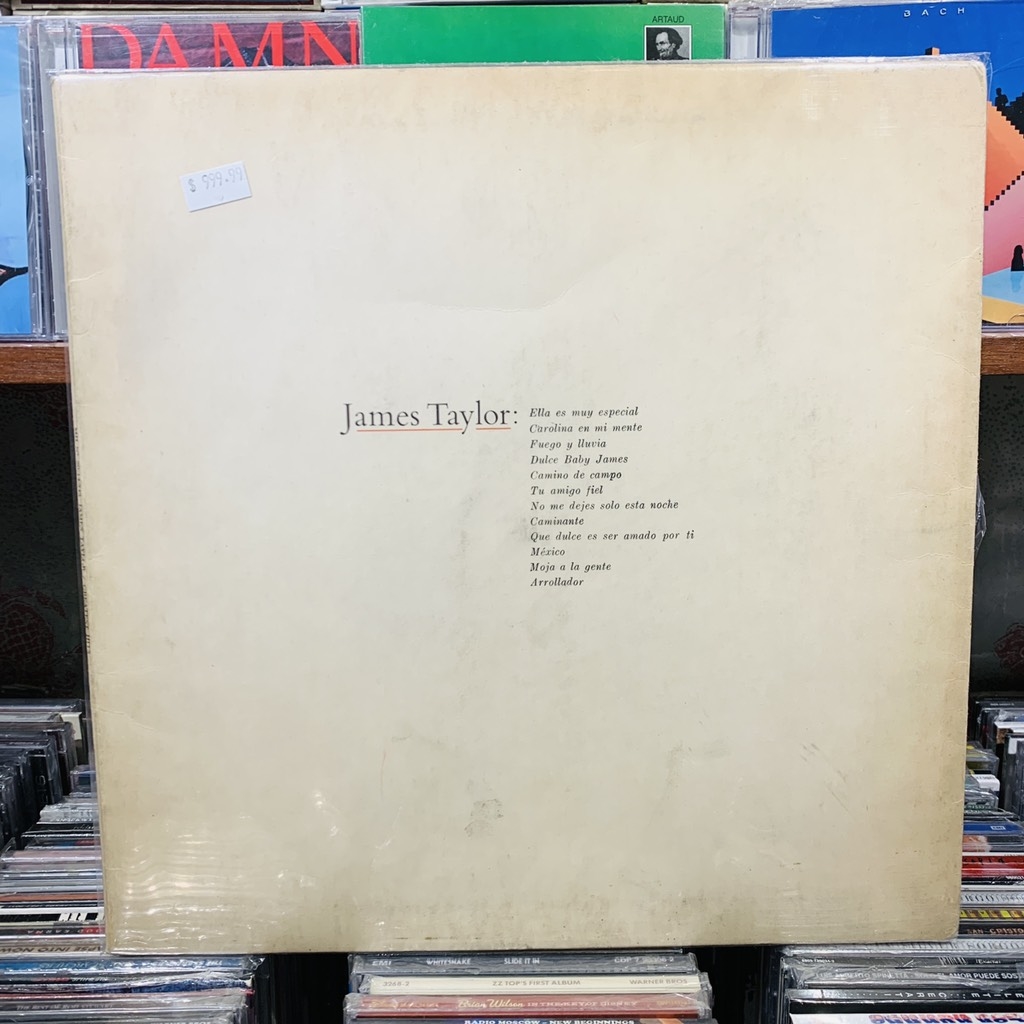 DAMN
ARTAUD
BACH
$ 999.99
James Taylor:
Ella es muy especial
Carolina en mi mente
Fuego y lluvia
Dulce Baby James
Camino de campo
Tu amigo fiel
No me dejes solo esta noche
Caminante
Que dulce es ser amado por ti
México
Moja a la gente
Arrollador
WHITESNAKE SLIDE IT IN
3268-2 ZZ TOP'S FIRST ALBUM WARNER BROS
Brian Wilson
RADIO MOSCOW - NEW BEGINNINGS